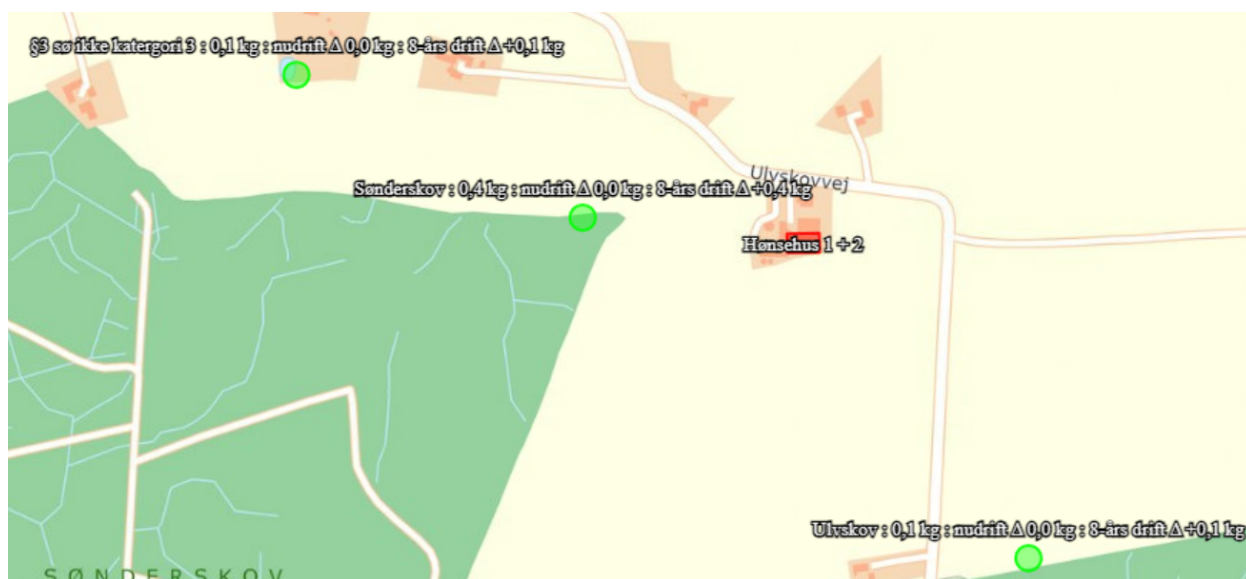 §3 sø ikke katergori 3 : 0,1 kg : nudrift Δ 0,0 kg : 8-års drift Δ +0,1 kg
Ulvskovvej
Sønderskov : 0,4 kg : nudrift Δ 0,0 kg : 8-års drift Δ +0,4 kg
Hønsehus 1 + 2
Ulvskov : 0,1 kg : nudrift Δ 0,0 kg : 8-års drift Δ +0,1 kg
SØNDERSKOV